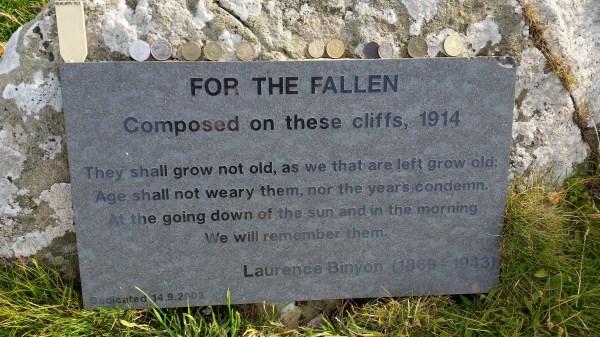 FOR THE FALLEN
Composed on these cliffs, 1914
They shall grow not old, as we that are left grow old:
Age shall not weary them, nor the years condemn.
At the going down of the sun and in the morning
We will remember them.
Laurence Binyon (1869 – 1943)
Dedicated 14.9.2003